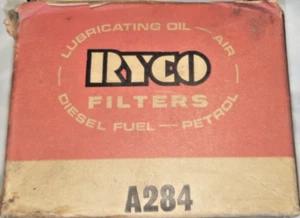 LUBRICATING OIL — AIR
RYCO
FILTERS
DIESEL FUEL — PETROL
A284